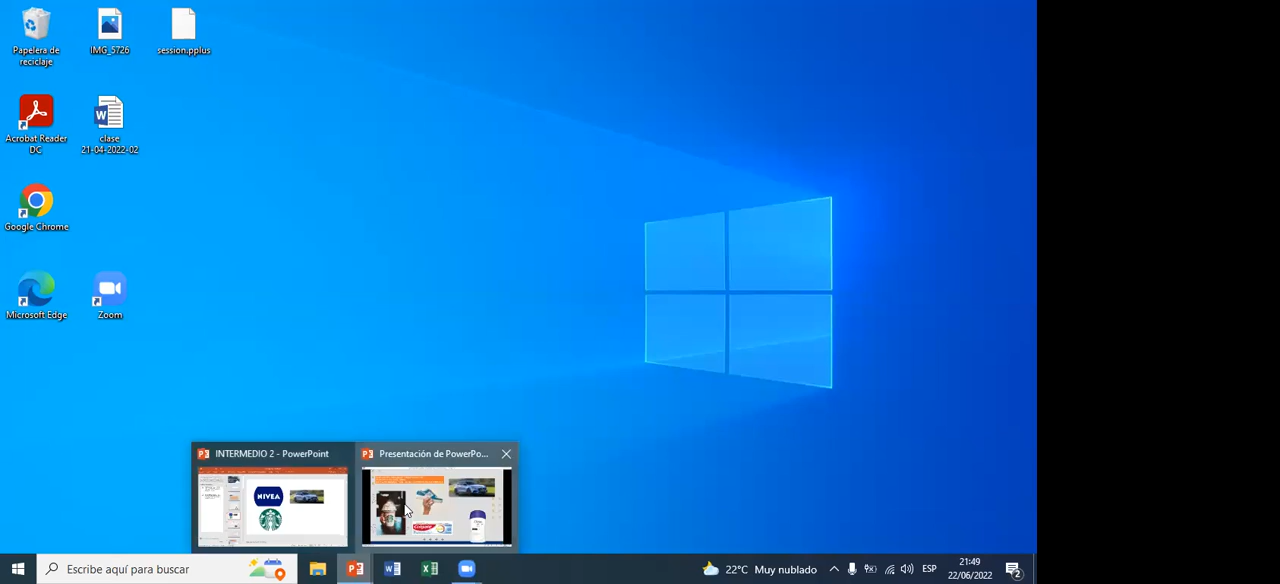 Papelera de
reciclaje
IMG_5726
session.pplus
Acrobat Reader
DC
clase
21-04-2022-02
Google Chrome
Microsoft Edge
Zoom
INTERMEDIO 2 - PowerPoint
Presentación de PowerPo...
NIVEA
Colgate
Escribe aquí para buscar
22°C Muy nublado
ESP
21:49
22/06/2022
2